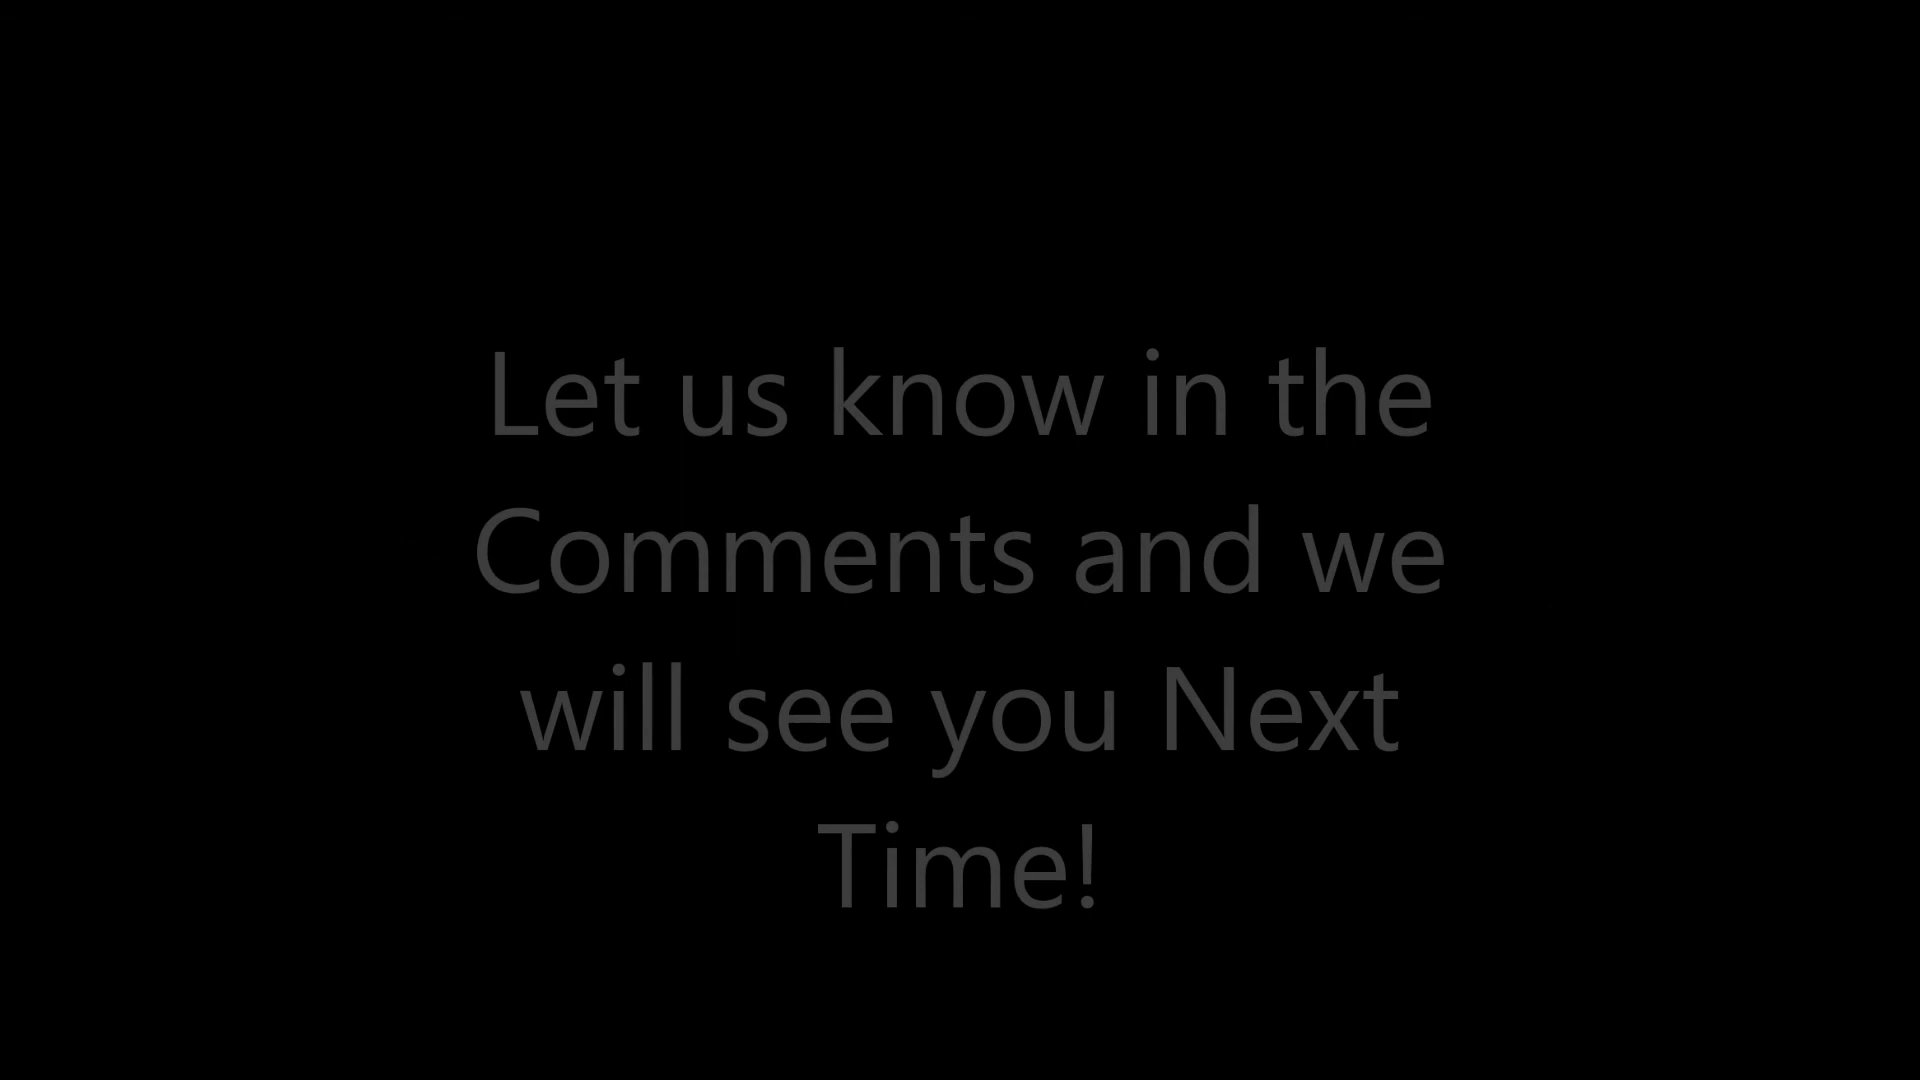 Let us know in the
Comments and we
will see you Next
Time!